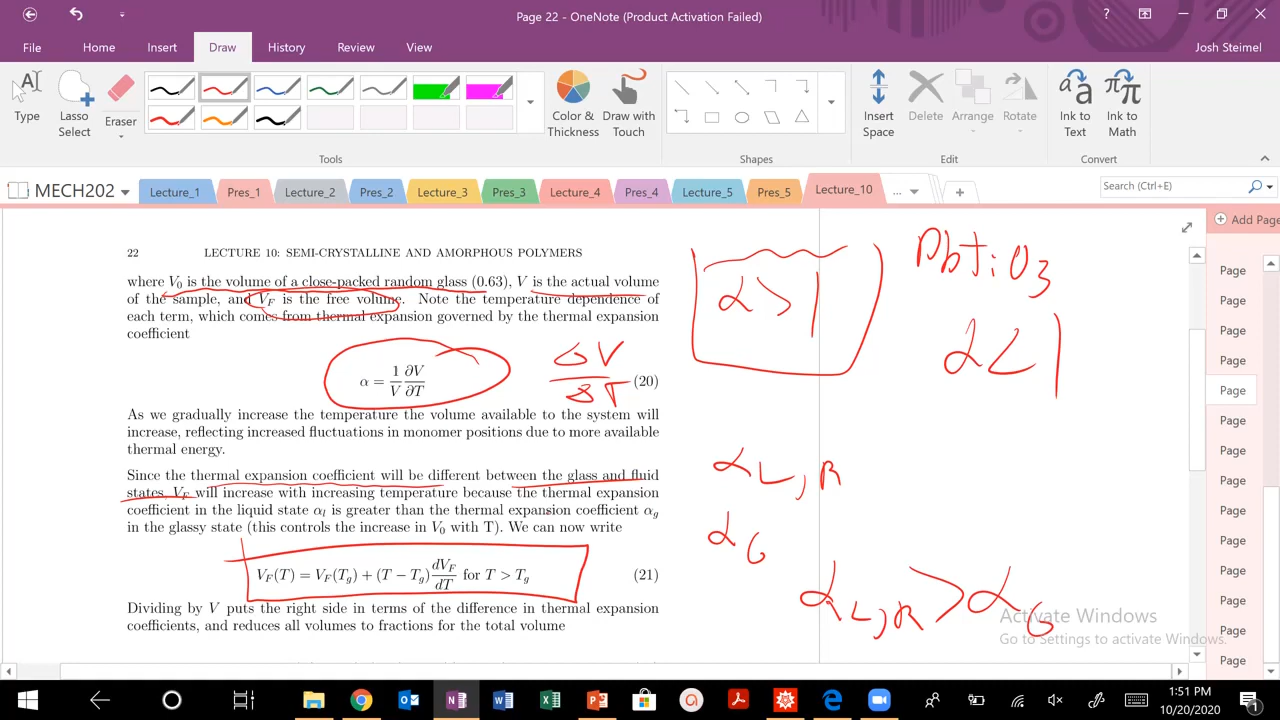 Page 22 - OneNote (Product Activation Failed)
?
File Home Insert Draw History Review View Josh Steimel
Type Lasso Select Eraser Color & Thickness Draw with Touch Insert Space Delete Arrange Rotate Ink to Text Ink to Math
Tools Shapes Edit Convert
MECH202 Lecture_1 Pres_1 Lecture_2 Pres_2 Lecture_3 Pres_3 Lecture_4 Pres_4 Lecture_5 Pres_5 Lecture_10 ... Search (Ctrl+E)
Add Page
Page
Page
Page
Page
Page
Page
Page
Page
Page
Page
Page
Page
Page
Page
22 LECTURE 10: SEMI-CRYSTALLINE AND AMORPHOUS POLYMERS
where V₀ is the volume of a close-packed random glass (0.63), V is the actual volume
of the sample, and V_F is the free volume. Note the temperature dependence of
each term, which comes from thermal expansion governed by the thermal expansion
coefficient
α = 1/V ∂V/∂T (20)
ΔV/ΔT
As we gradually increase the temperature the volume available to the system will
increase, reflecting increased fluctuations in monomer positions due to more available
thermal energy.
Since the thermal expansion coefficient will be different between the glass and fluid
states, V_F will increase with increasing temperature because the thermal expansion
coefficient in the liquid state α_l is greater than the thermal expansion coefficient α_g
in the glassy state (this controls the increase in V₀ with T). We can now write
V_F(T) = V_F(T_g) + (T − T_g) dV_F/dT for T > T_g (21)
Dividing by V puts the right side in terms of the difference in thermal expansion
coefficients, and reduces all volumes to fractions for the total volume
α > 1
PbTiO3
α < 1
α_L,R
α_G
α_L,R > α_G
Activate Windows
Go to Settings to activate Windows.
1:51 PM
10/20/2020